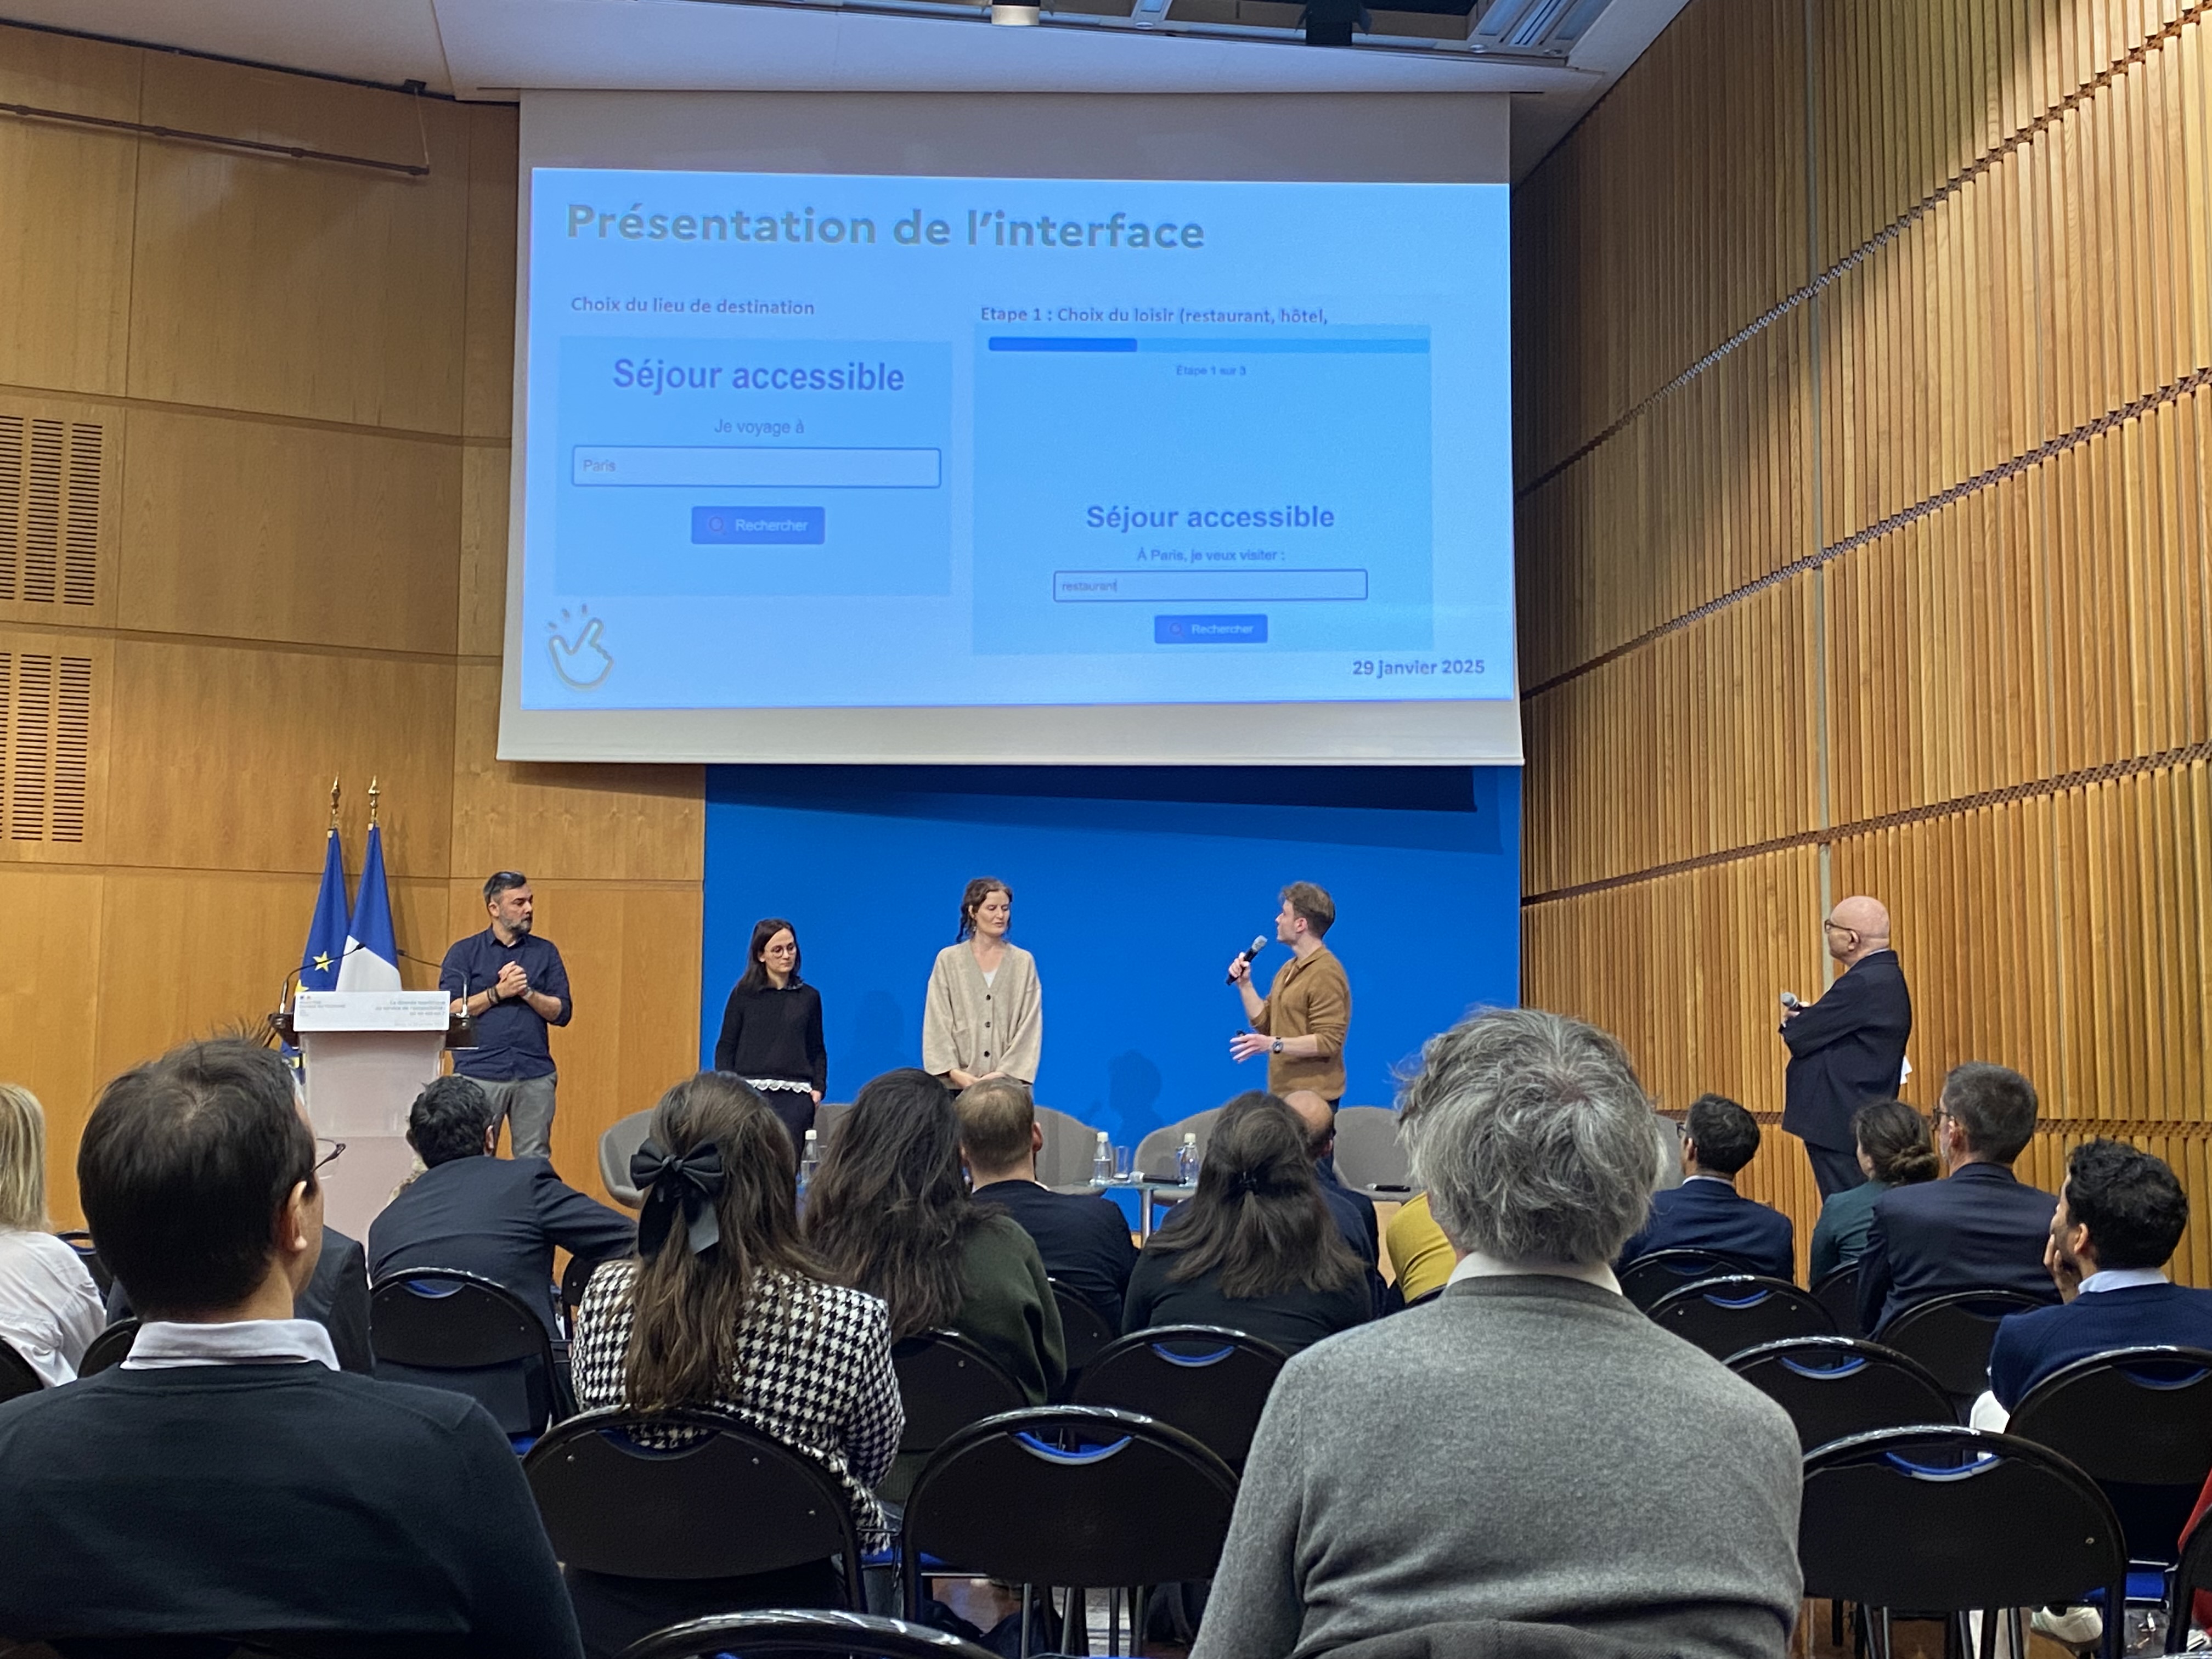 Présentation de l'interface
Choix du lieu de destination
Séjour accessible
Je voyage à
Paris
Rechercher
Etape 1 : Choix du loisir (restaurant, hôtel,
Etape 1 sur 3
Séjour accessible
À Paris, je veux visiter :
restaurant
Rechercher
29 janvier 2025